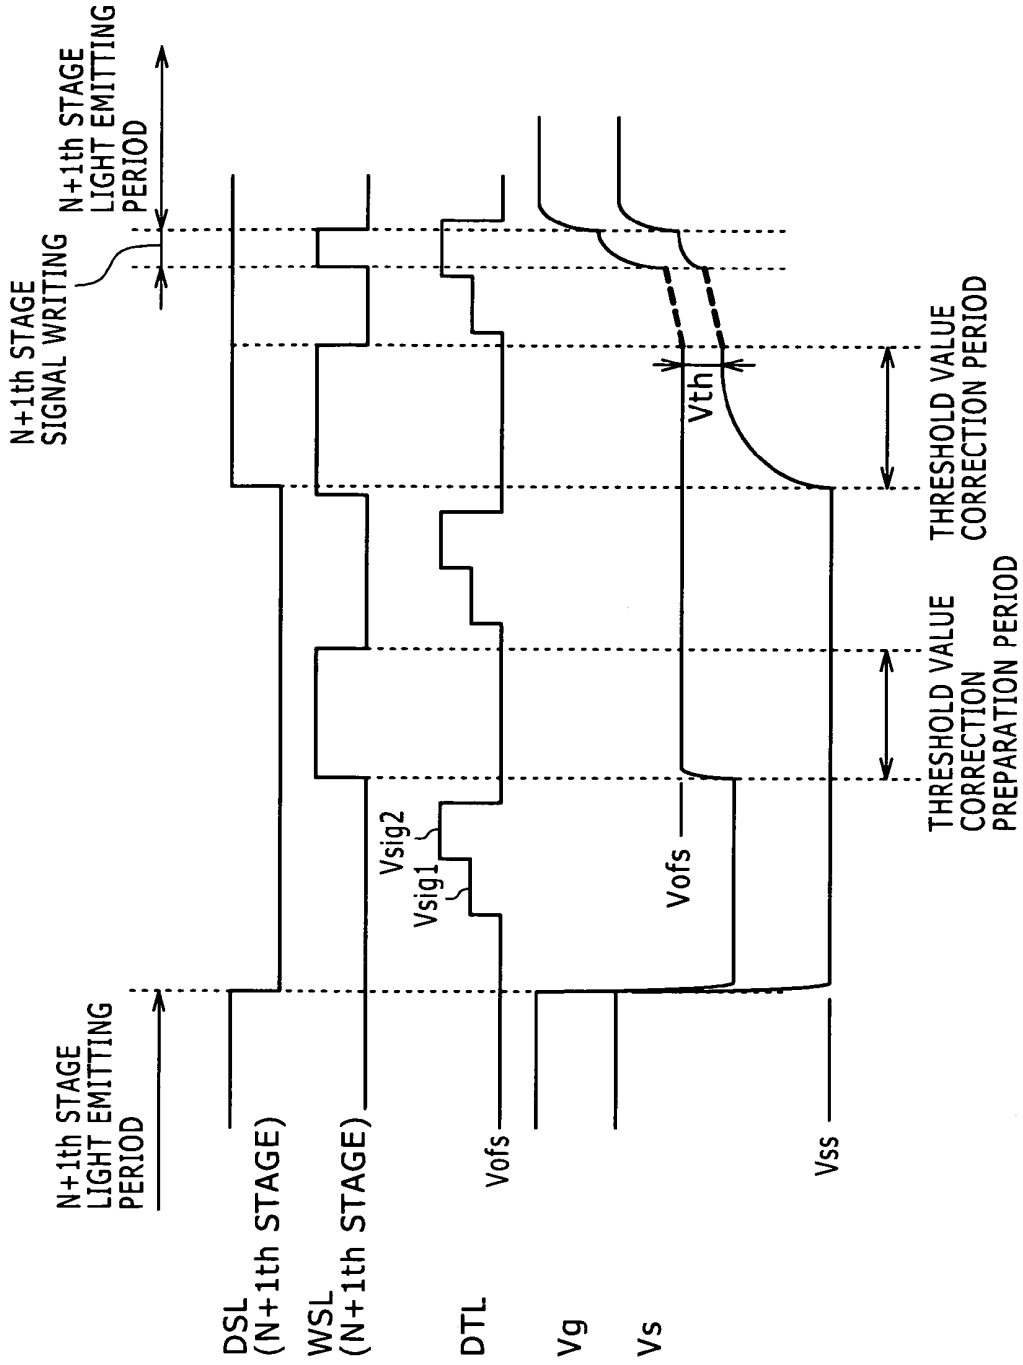 N+1th STAGE
LIGHT EMITTING
PERIOD
N+1th STAGE
SIGNAL WRITING
N+1th STAGE
LIGHT EMITTING
PERIOD
DSL
(N+1th STAGE)
WSL
(N+1th STAGE)
DTL
Vofs
Vsig1
Vsig2
Vg
Vs
Vofs
Vth
Vss
THRESHOLD VALUE
CORRECTION
PREPARATION PERIOD
THRESHOLD VALUE
CORRECTION PERIOD